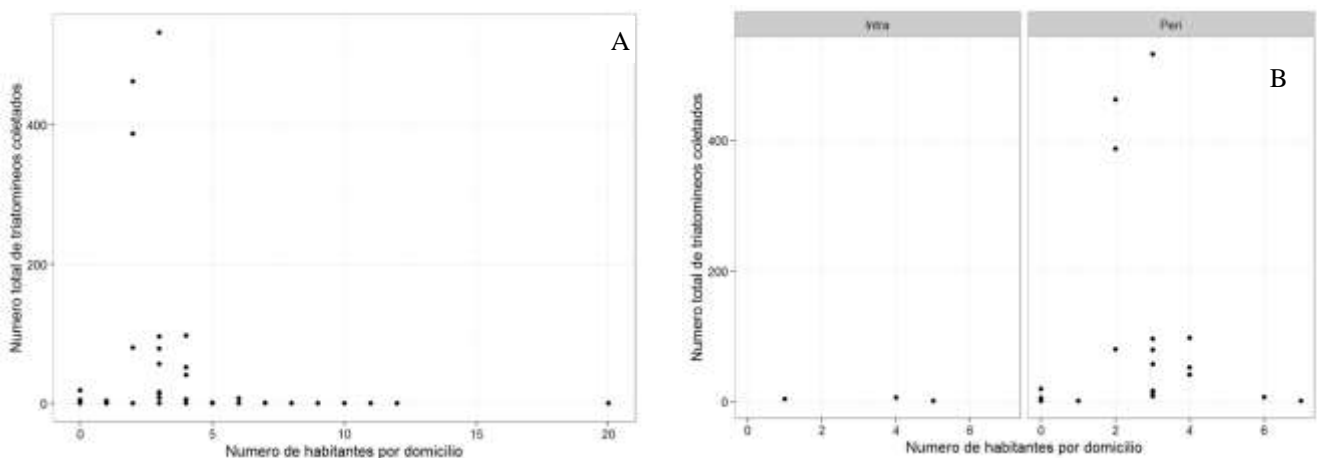 A
Numero total de triatomineos coletados
400
200
0
0 5 10 15 20
Numero de habitantes por domicilio
Intra Peri
B
Numero total de triatomineos coletados
400
200
0
0 2 4 6 0 2 4 6
Numero de habitantes por domicilio